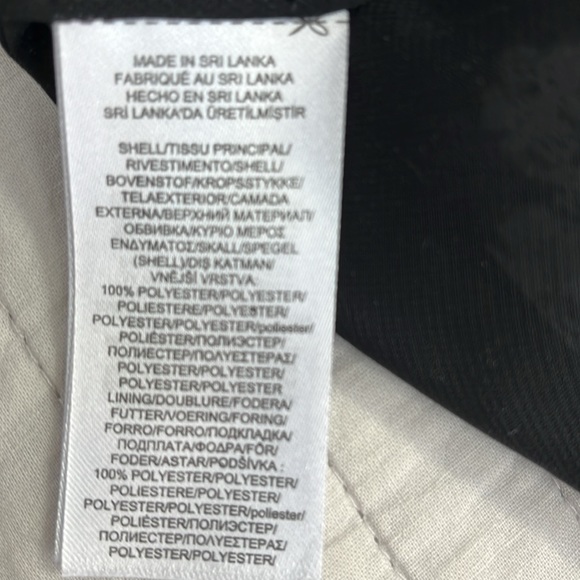 MADE IN SRI LANKA
FABRIQUÉ AU SRI LANKA
HECHO EN SRI LANKA
SRİ LANKA'DA ÜRETİLMİŞTİR
SHELL/TISSU PRINCIPAL/
RIVESTIMENTO/SHELL/
BOVENSTOF/KROPSSTYKKE/
TELAEXTERIOR/CAMADA
EXTERNA/ВЕРХНИЙ МАТЕРИАЛ/
ОБВИВКА/ΚΥΡΙΟ ΜΕΡΟΣ
ΕΝΔΥΜΑΤΟΣ/SKALL/SPEGEL
(SHELL)/DIŞ KATMAN/
VNĚJŠÍ VRSTVA:
100% POLYESTER/POLYESTER/
POLIESTERE/POLYESTER/
POLYESTER/POLYESTER/poliester/
POLIÉSTER/ПОЛИЭСТЕР/
ПОЛИЕСТЕР/ΠΟΛΥΕΣΤΕΡΑΣ/
POLYESTER/POLYESTER/
POLYESTER/POLYESTER
LINING/DOUBLURE/FODERA/
FUTTER/VOERING/FORING/
FORRO/FORRO/ПОДКЛАДКА/
ПОДПЛАТА/ΦΟΔΡΑ/FÖR/
FODER/ASTAR/PODŠÍVKA :
100% POLYESTER/POLYESTER/
POLIESTERE/POLYESTER/
POLYESTER/POLYESTER/poliester/
POLIÉSTER/ПОЛИЭСТЕР/
ПОЛИЕСТЕР/ΠΟΛΥΕΣΤΕΡΑΣ/
POLYESTER/POLYESTER/